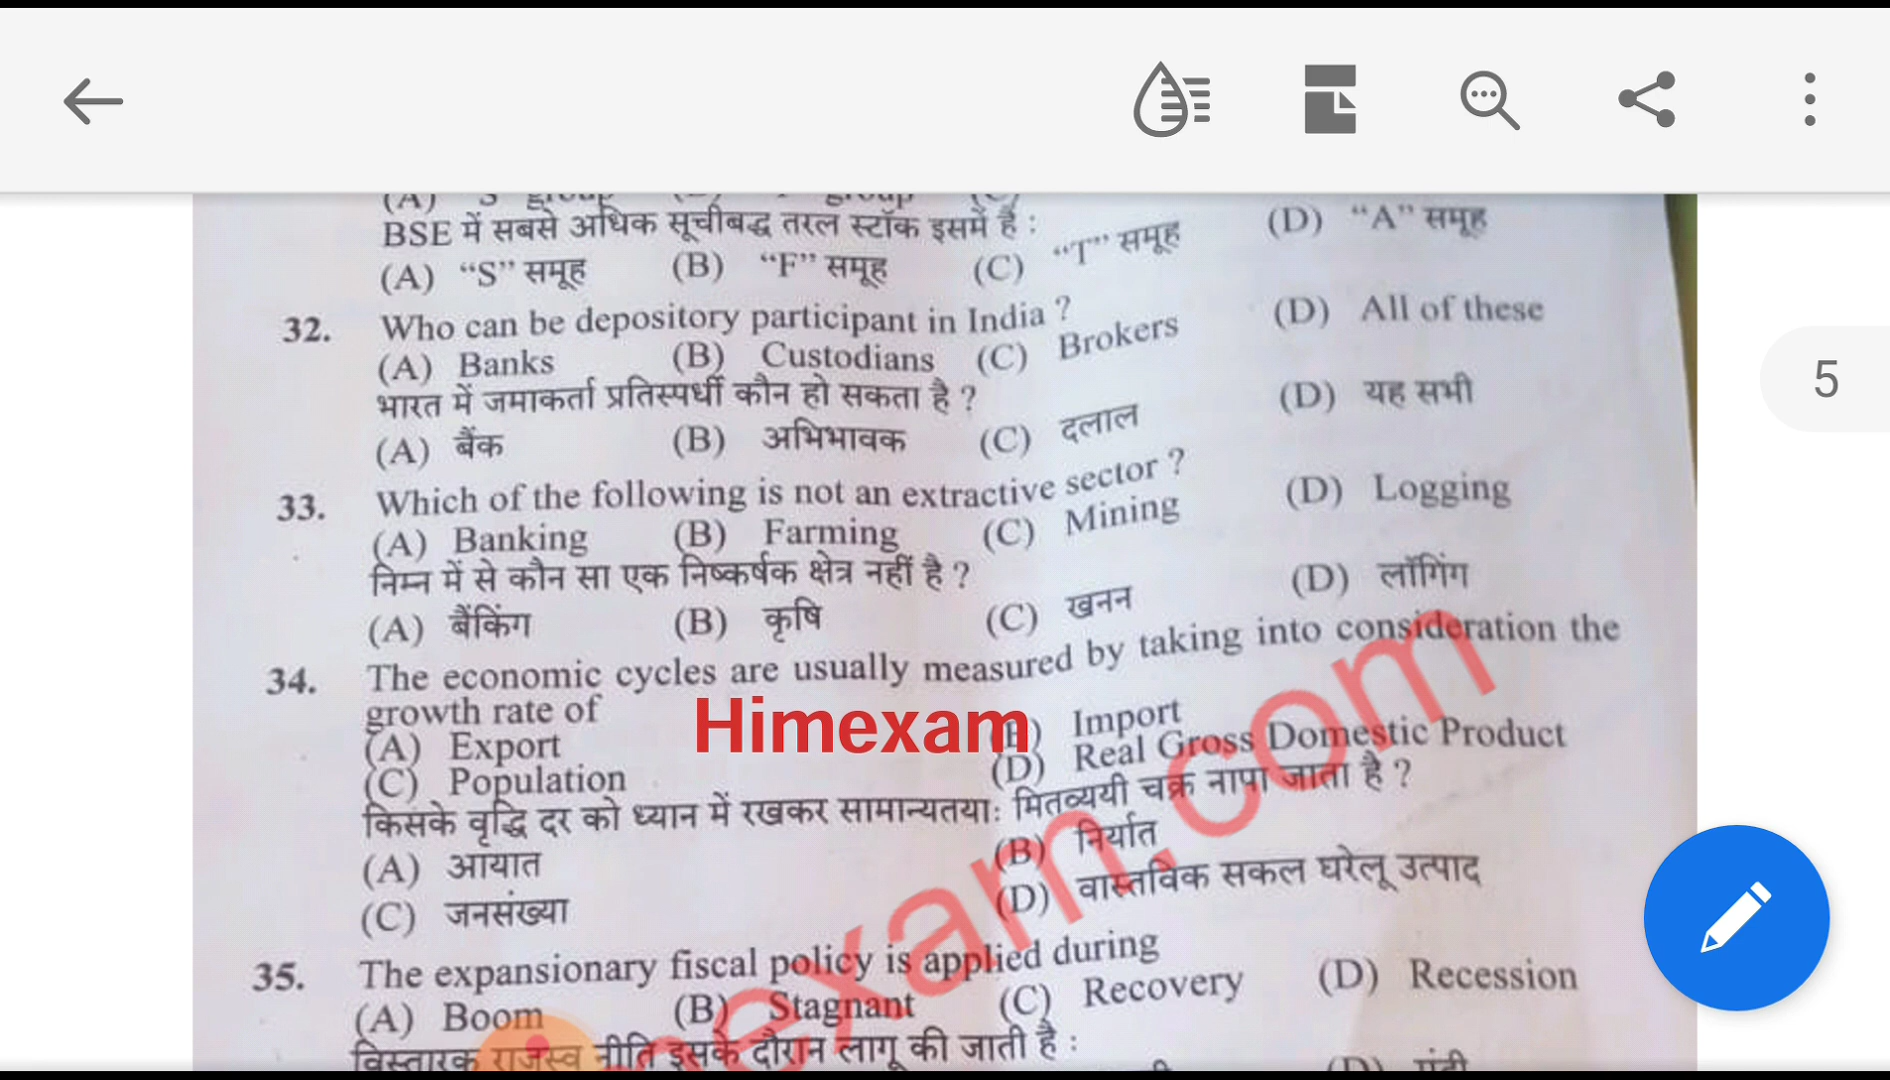 BSE में सबसे अधिक सूचीबद्ध तरल स्टॉक इसमें है :
(A) “S” समूह (B) “F” समूह (C) “T” समूह (D) “A” समूह
32. Who can be depository participant in India ?
(A) Banks (B) Custodians (C) Brokers (D) All of these
भारत में जमाकर्ता प्रतिस्पर्धी कौन हो सकता है ?
(A) बैंक (B) अभिभावक (C) दलाल (D) यह सभी
33. Which of the following is not an extractive sector ?
(A) Banking (B) Farming (C) Mining (D) Logging
निम्न में से कौन सा एक निष्कर्षक क्षेत्र नहीं है ?
(A) बैंकिंग (B) कृषि (C) खनन (D) लॉगिंग
34. The economic cycles are usually measured by taking into consideration the
growth rate of
(A) Export (B) Import
(C) Population (D) Real Gross Domestic Product
किसके वृद्धि दर को ध्यान में रखकर सामान्यतयाः मितव्ययी चक्र नापा जाता है ?
(A) आयात (B) निर्यात
(C) जनसंख्या (D) वास्तविक सकल घरेलू उत्पाद
35. The expansionary fiscal policy is applied during
(A) Boom (B) Stagnant (C) Recovery (D) Recession
विस्तारक राजस्व नीति इसके दौरान लागू की जाती है :
Himexam
exam.com
5